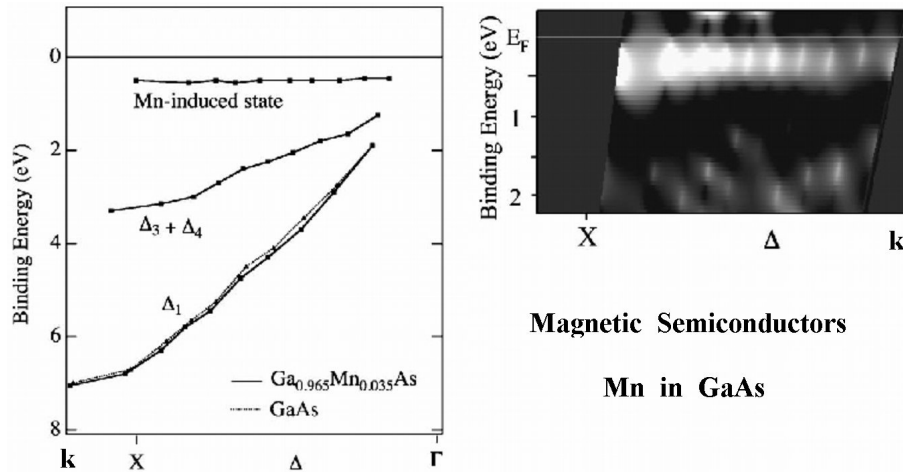 0
2
4
6
8
Binding Energy (eV)
Mn-induced state
Δ₃ + Δ₄
Δ₁
Ga₀.₉₆₅Mn₀.₀₃₅As
GaAs
k X Δ Γ
E_F
1
2
Binding Energy (eV)
X Δ k
Magnetic Semiconductors
Mn in GaAs